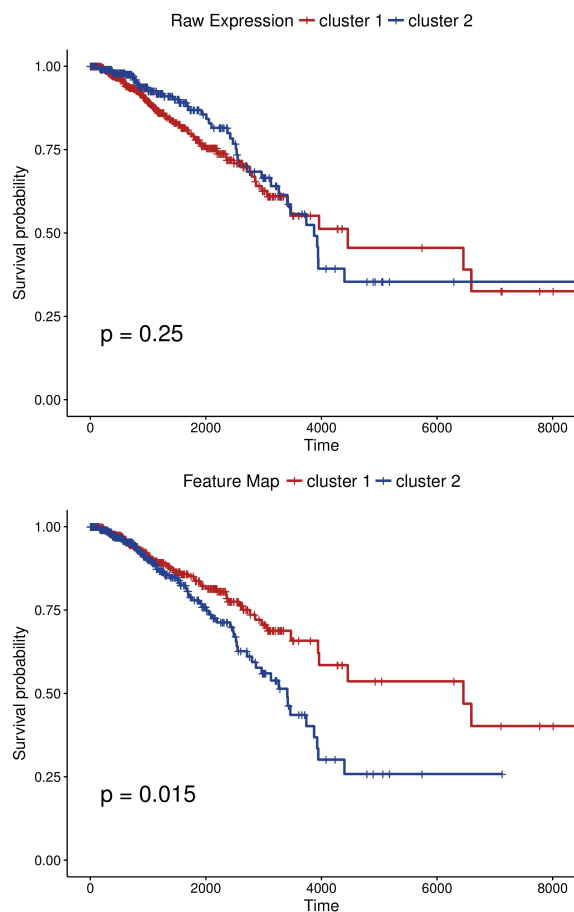 Raw Expression cluster 1 cluster 2
1.00
0.75
0.50
0.25
0.00
Survival probability
p = 0.25
0 2000 4000 6000 8000
Time
Feature Map cluster 1 cluster 2
1.00
0.75
0.50
0.25
0.00
Survival probability
p = 0.015
0 2000 4000 6000 8000
Time